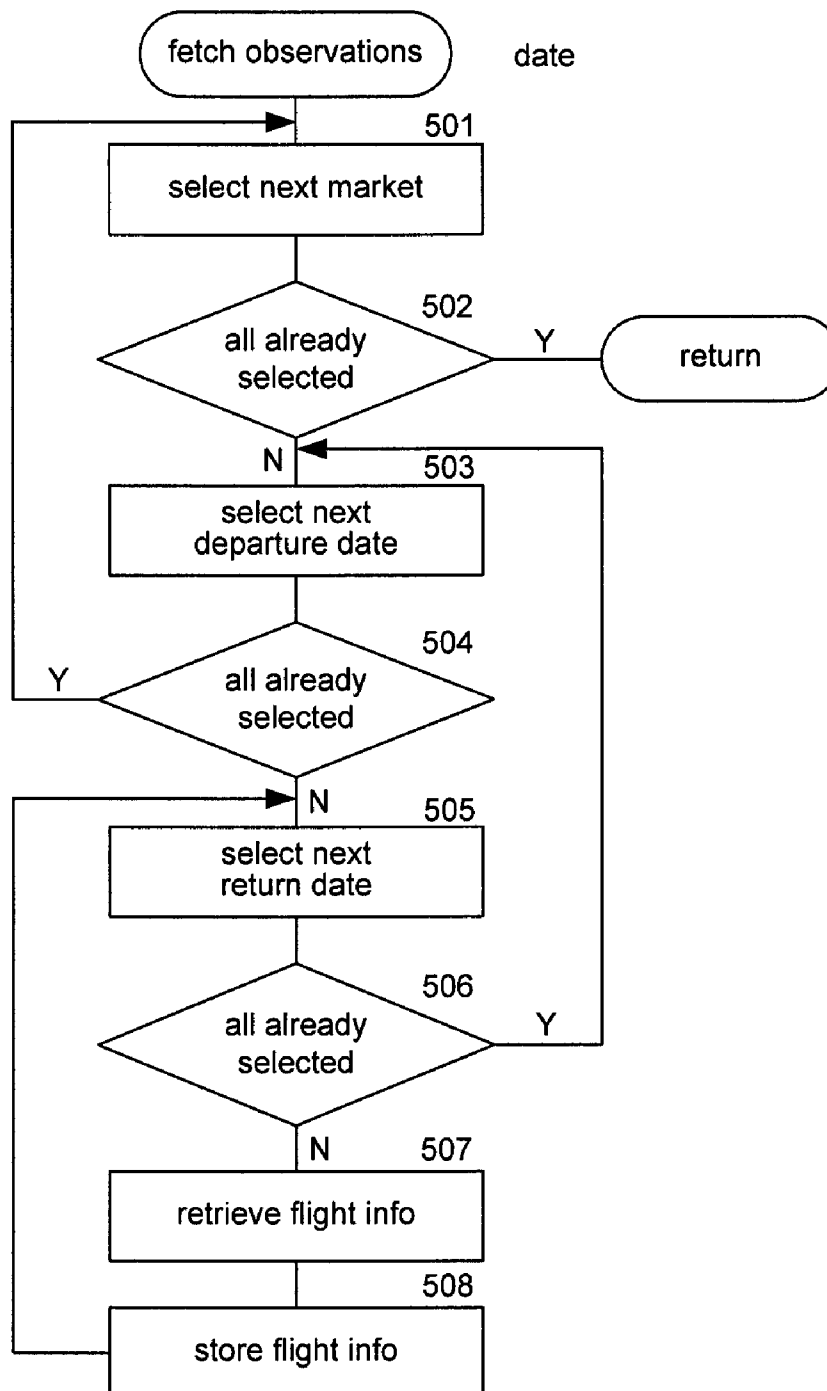 fetch observations
date
501
select next market
502
all already
selected
Y
return
N
503
select next
departure date
504
Y
all already
selected
N
505
select next
return date
506
all already
selected
Y
N
507
retrieve flight info
508
store flight info